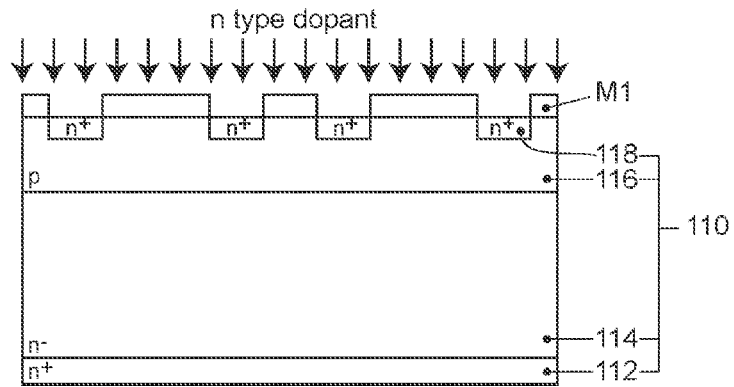 n type dopant
M1
n+ n+ n+ n+
118
p
116
110
n-
114
n+
112